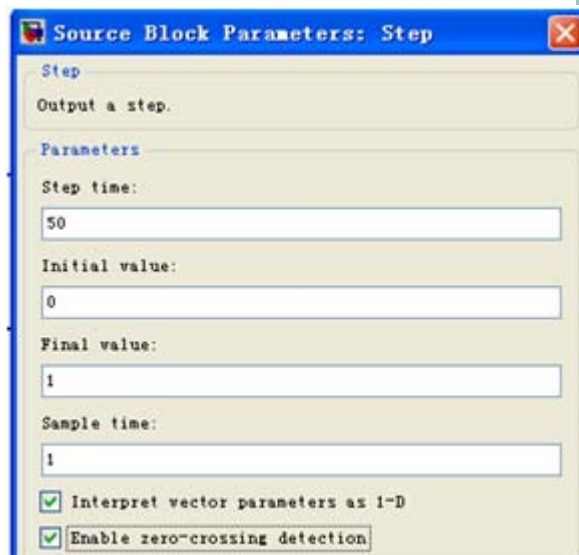 Source Block Parameters: Step
Step
Output a step.
Parameters
Step time:
50
Initial value:
0
Final value:
1
Sample time:
1
Interpret vector parameters as 1-D
Enable zero-crossing detection